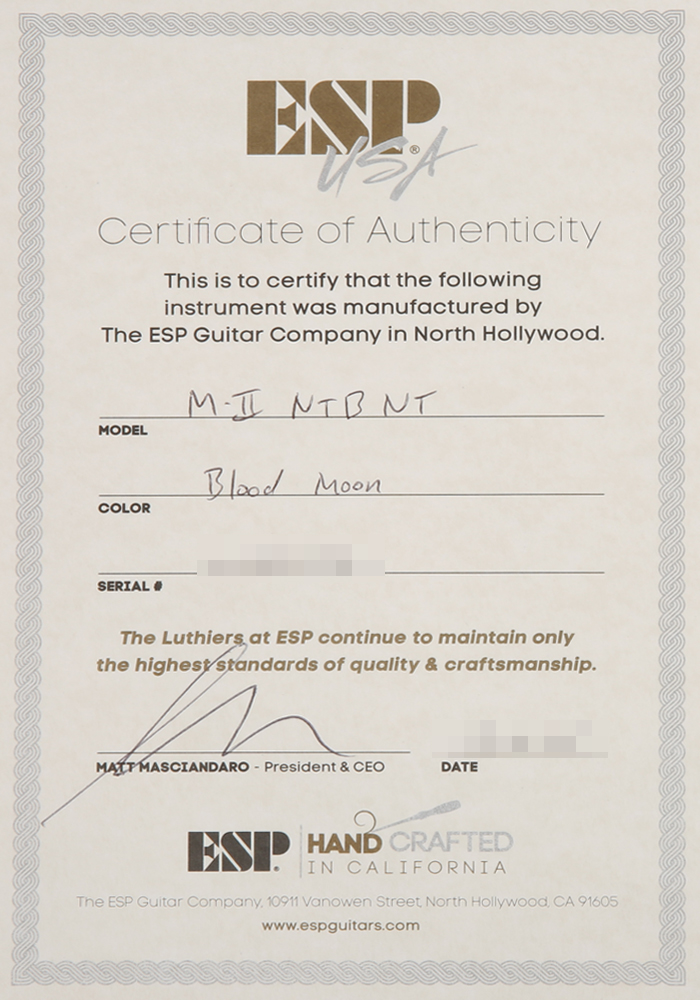 ESP®
USA
Certificate of Authenticity
This is to certify that the following
instrument was manufactured by
The ESP Guitar Company in North Hollywood.
M-II NTB NT
MODEL
Blood Moon
COLOR
SERIAL #
The Luthiers at ESP continue to maintain only
the highest standards of quality & craftsmanship.
MATT MASCIANDARO - President & CEO
DATE
ESP® HAND CRAFTED
IN CALIFORNIA
The ESP Guitar Company, 10911 Vanowen Street, North Hollywood, CA 91605
www.espguitars.com